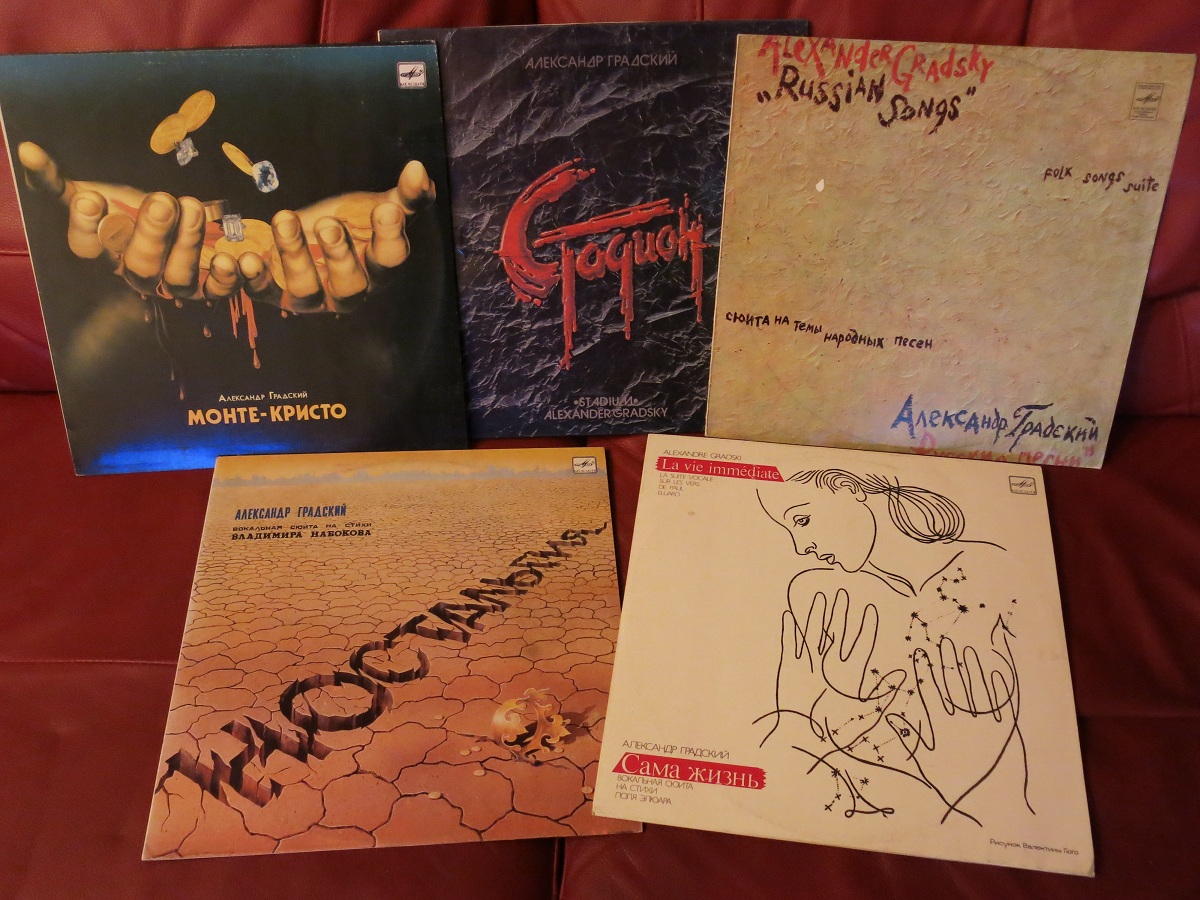 АЛЕКСАНДР ГРАДСКИЙ
МОНТЕ-КРИСТО
АЛЕКСАНДР ГРАДСКИЙ
Стадион
•STADIUM•
ALEXANDER GRADSKY
ALEXANDER GRADSKY
„RUSSIAN SONGS"
FOLK SONGS SUITE
СЮИТА НА ТЕМЫ НАРОДНЫХ ПЕСЕН
АЛЕКСАНДР ГРАДСКИЙ
Русские песни"
АЛЕКСАНДР ГРАДСКИЙ
ВОКАЛЬНАЯ СЮИТА НА СТИХИ
ВЛАДИМИРА НАБОКОВА
НОСТАЛЬГИЯ
ALEXANDRE GRADSKI
La vie immédiate
LA SUITE VOCALE
SUR LES VERS
DE PAUL
ELUARD
АЛЕКСАНДР ГРАДСКИЙ
Сама жизнь
ВОКАЛЬНАЯ СЮИТА
НА СТИХИ
ПОЛЯ ЭЛЮАРА
Рисунок Валентины Гого